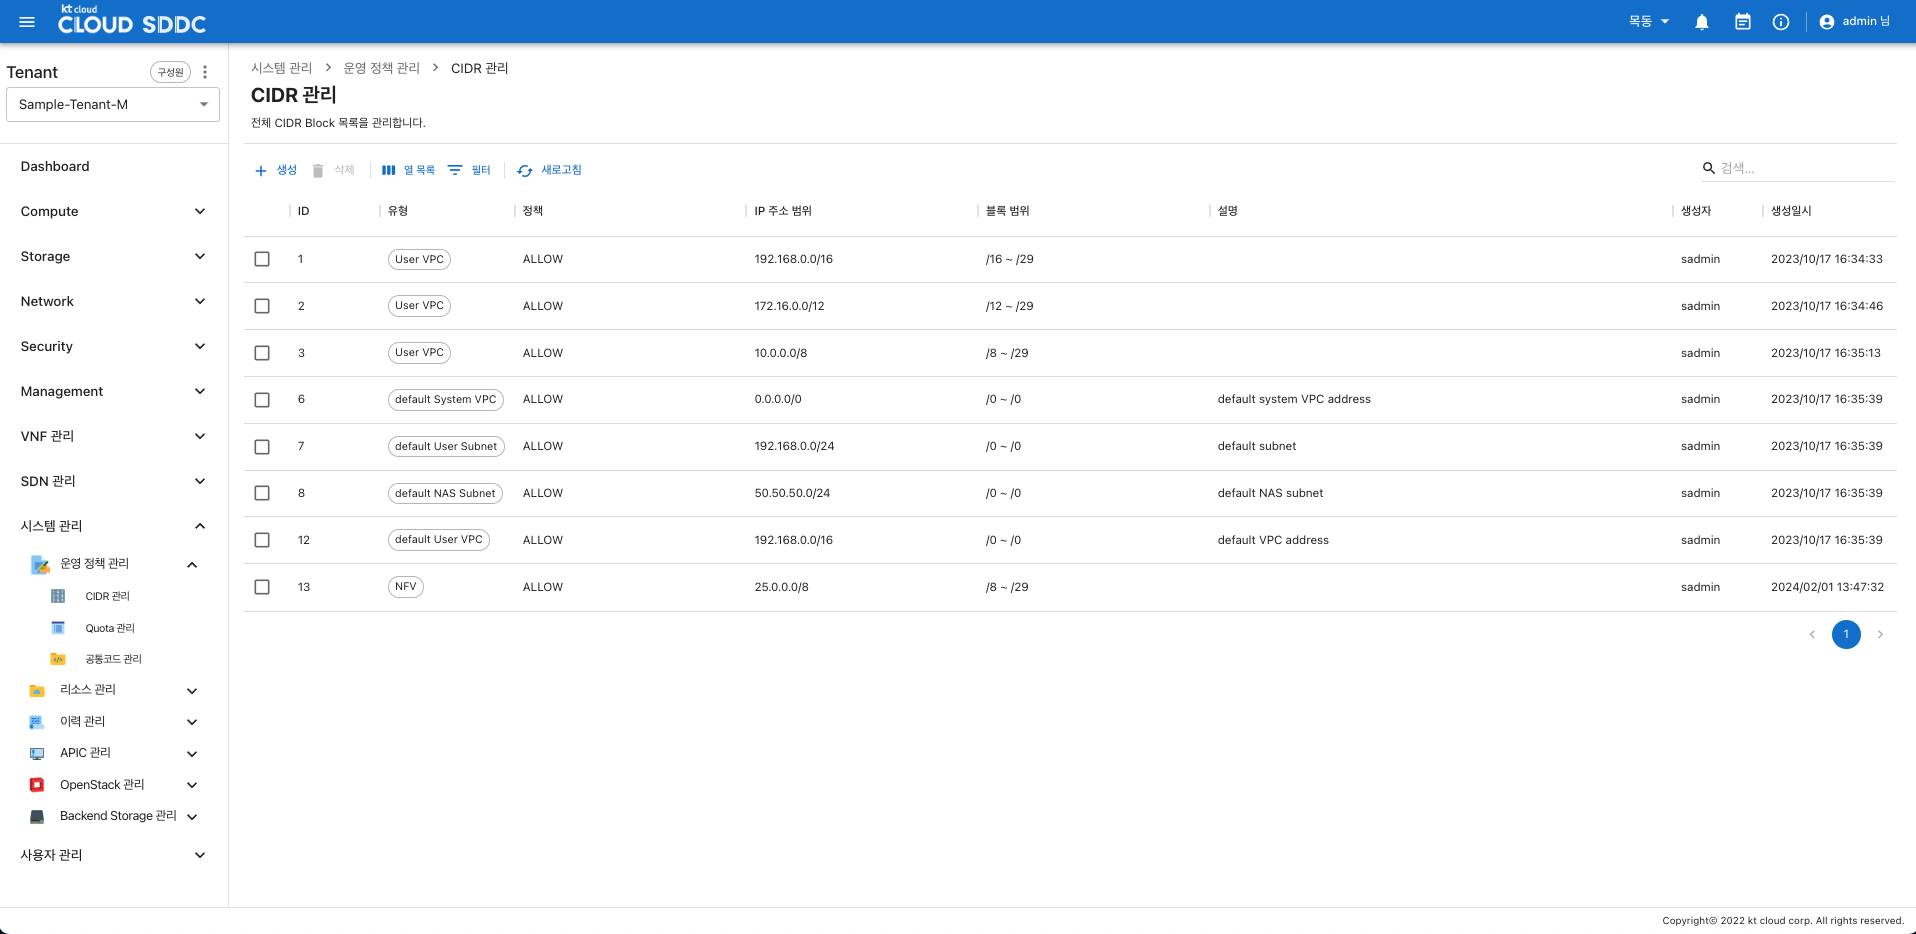 kt cloud
CLOUD SDDC
목동
admin 님
Tenant
구성원
Sample-Tenant-M
Dashboard
Compute
Storage
Network
Security
Management
VNF 관리
SDN 관리
시스템 관리
운영 정책 관리
CIDR 관리
Quota 관리
공통코드 관리
리소스 관리
이력 관리
APIC 관리
OpenStack 관리
Backend Storage 관리
사용자 관리
시스템 관리 > 운영 정책 관리 > CIDR 관리
CIDR 관리
전체 CIDR Block 목록을 관리합니다.
생성 삭제 열 목록 필터 새로고침 검색...
ID 유형 정책 IP 주소 범위 블록 범위 설명 생성자 생성일시
1 User VPC ALLOW 192.168.0.0/16 /16 ~ /29 sadmin 2023/10/17 16:34:33
2 User VPC ALLOW 172.16.0.0/12 /12 ~ /29 sadmin 2023/10/17 16:34:46
3 User VPC ALLOW 10.0.0.0/8 /8 ~ /29 sadmin 2023/10/17 16:35:13
6 default System VPC ALLOW 0.0.0.0/0 /0 ~ /0 default system VPC address sadmin 2023/10/17 16:35:39
7 default User Subnet ALLOW 192.168.0.0/24 /0 ~ /0 default subnet sadmin 2023/10/17 16:35:39
8 default NAS Subnet ALLOW 50.50.50.0/24 /0 ~ /0 default NAS subnet sadmin 2023/10/17 16:35:39
12 default User VPC ALLOW 192.168.0.0/16 /0 ~ /0 default VPC address sadmin 2023/10/17 16:35:39
13 NFV ALLOW 25.0.0.0/8 /8 ~ /29 sadmin 2024/02/01 13:47:32
1
Copyright© 2022 kt cloud corp. All rights reserved.